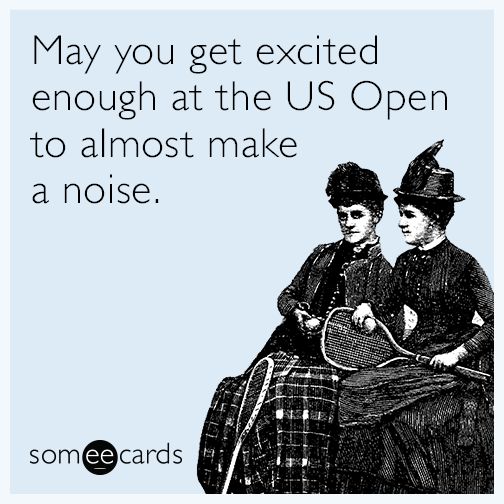 May you get excited
enough at the US Open
to almost make
a noise.
someecards